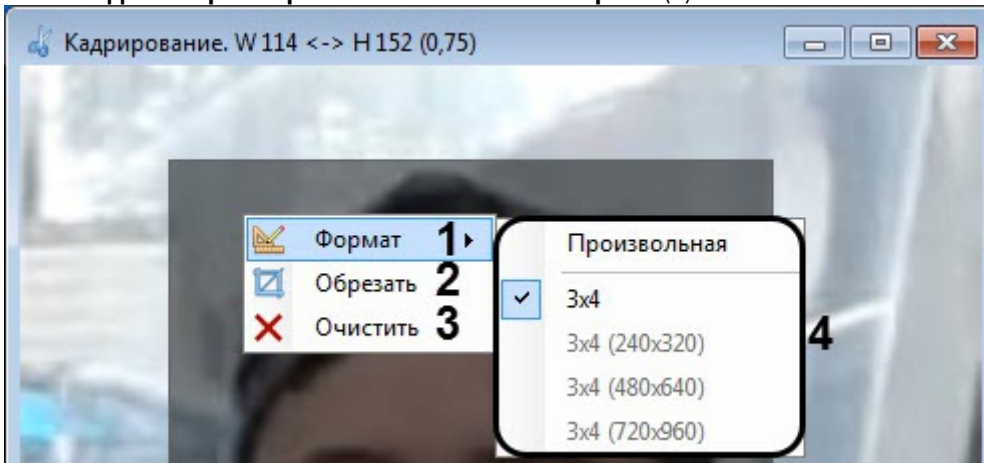 Кадрирование. W 114 <-> H 152 (0,75)
Формат 1
Обрезать 2
Очистить 3
Произвольная
3x4
3x4 (240x320)
3x4 (480x640)
3x4 (720x960)
4